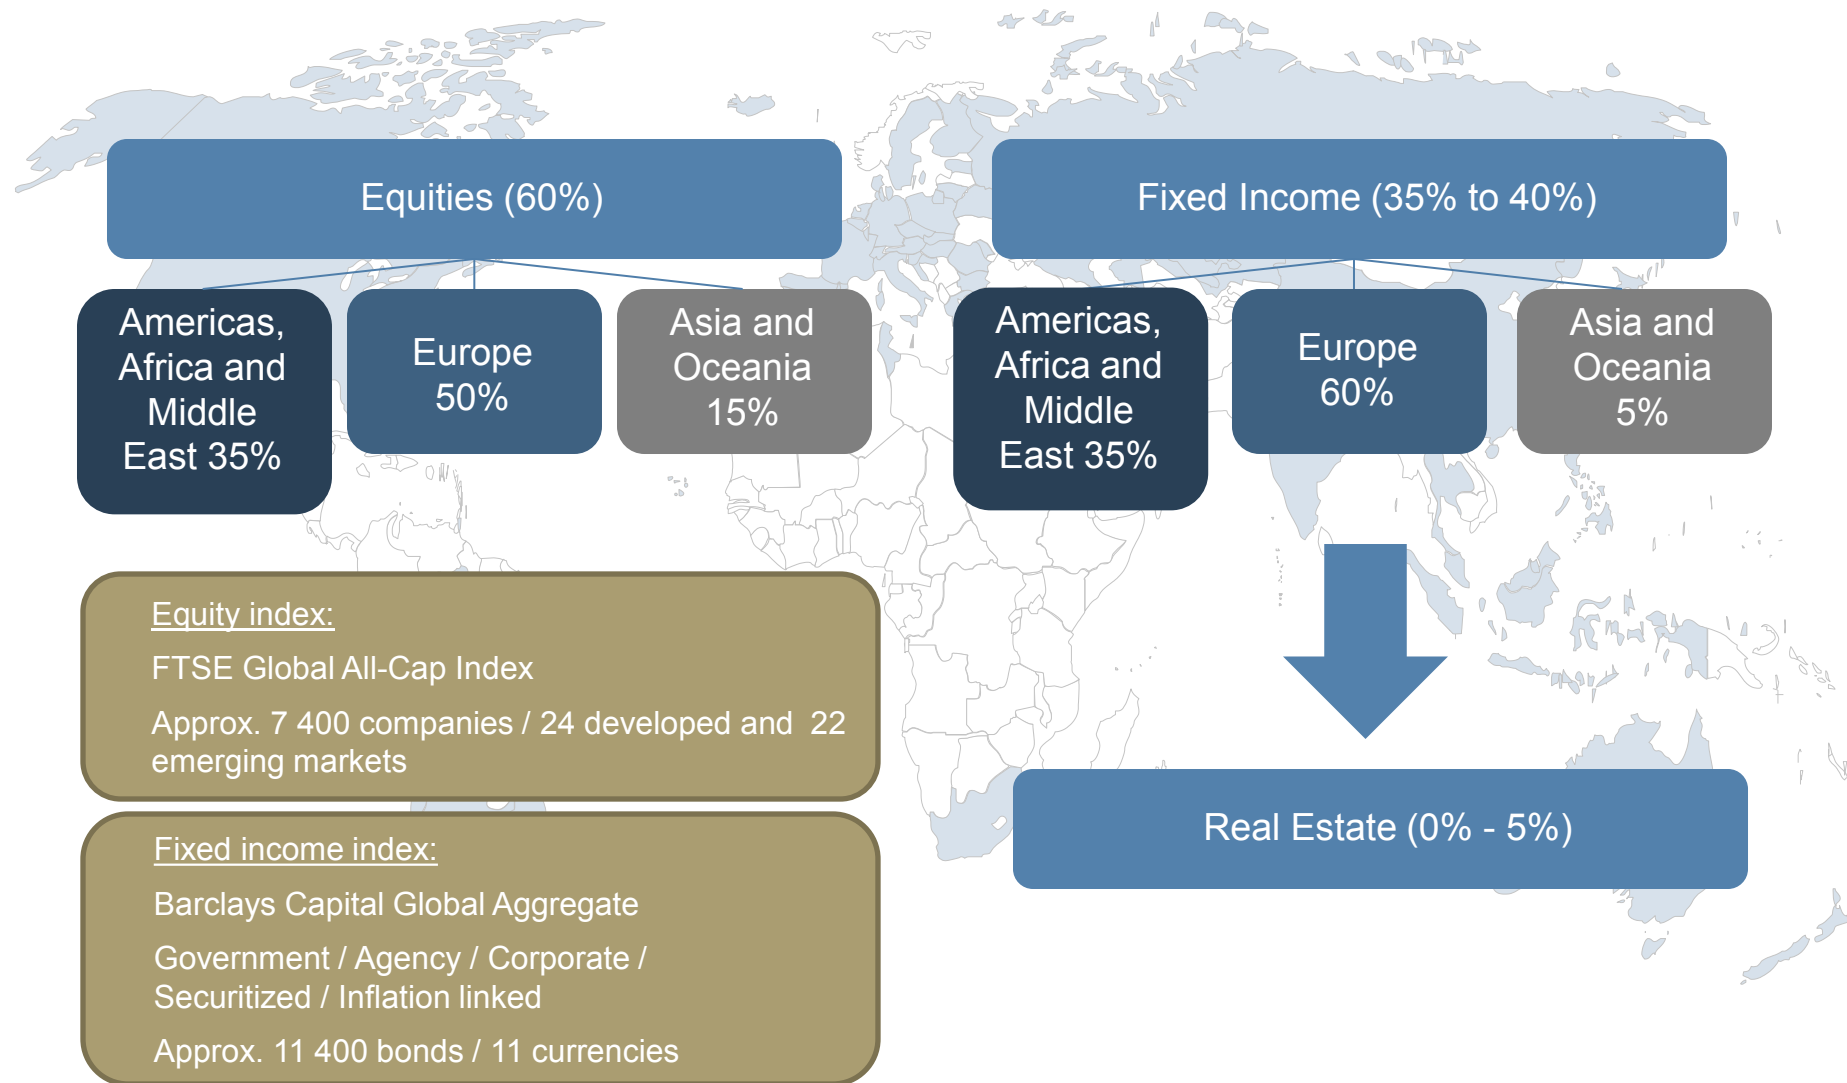 Equities (60%)
Fixed Income (35% to 40%)
Americas,
Africa and
Middle
East 35%
Europe
50%
Asia and
Oceania
15%
Americas,
Africa and
Middle
East 35%
Europe
60%
Asia and
Oceania
5%
Equity index:
FTSE Global All-Cap Index
Approx. 7 400 companies / 24 developed and 22
emerging markets
Real Estate (0% - 5%)
Fixed income index:
Barclays Capital Global Aggregate
Government / Agency / Corporate /
Securitized / Inflation linked
Approx. 11 400 bonds / 11 currencies